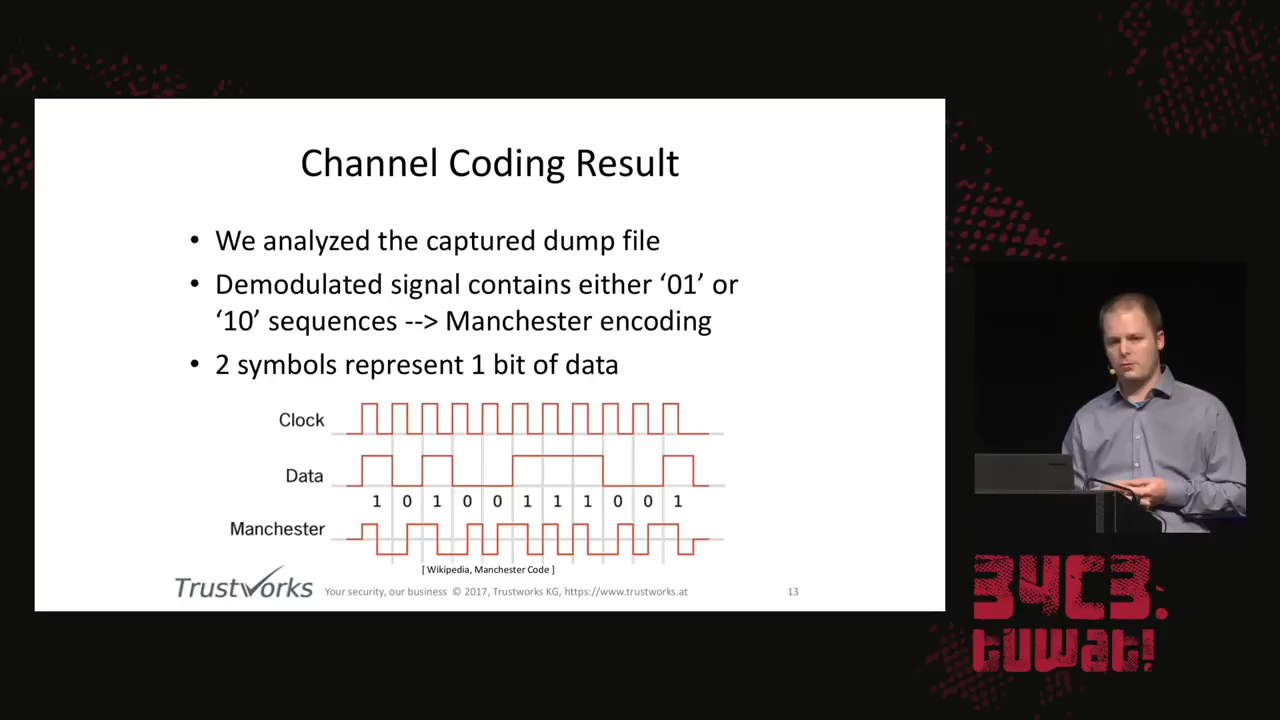 Channel Coding Result
• We analyzed the captured dump file
• Demodulated signal contains either ‘01’ or
‘10’ sequences --> Manchester encoding
• 2 symbols represent 1 bit of data
Clock
Data
1 0 1 0 0 1 1 1 0 0 1
Manchester
[ Wikipedia, Manchester Code ]
Trustworks Your security, our business © 2017, Trustworks KG, https://www.trustworks.at 13
34C3.
tuwat!